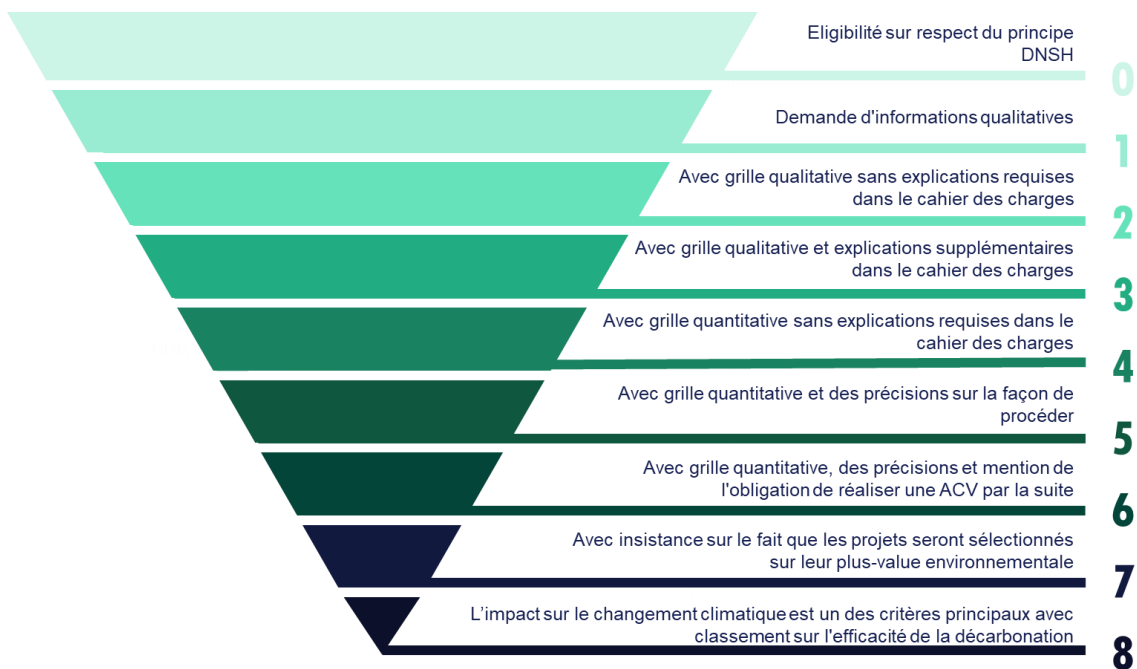 Eligibilité sur respect du principe
DNSH
0
Demande d'informations qualitatives
1
Avec grille qualitative sans explications requises
dans le cahier des charges
2
Avec grille qualitative et explications supplémentaires
dans le cahier des charges
3
Avec grille quantitative sans explications requises dans le
cahier des charges
4
Avec grille quantitative et des précisions sur la façon de
procéder
5
Avec grille quantitative, des précisions et mention de
l'obligation de réaliser une ACV par la suite
6
Avec insistance sur le fait que les projets seront sélectionnés
sur leur plus-value environnementale
7
L'impact sur le changement climatique est un des critères principaux avec
classement sur l'efficacité de la décarbonation
8